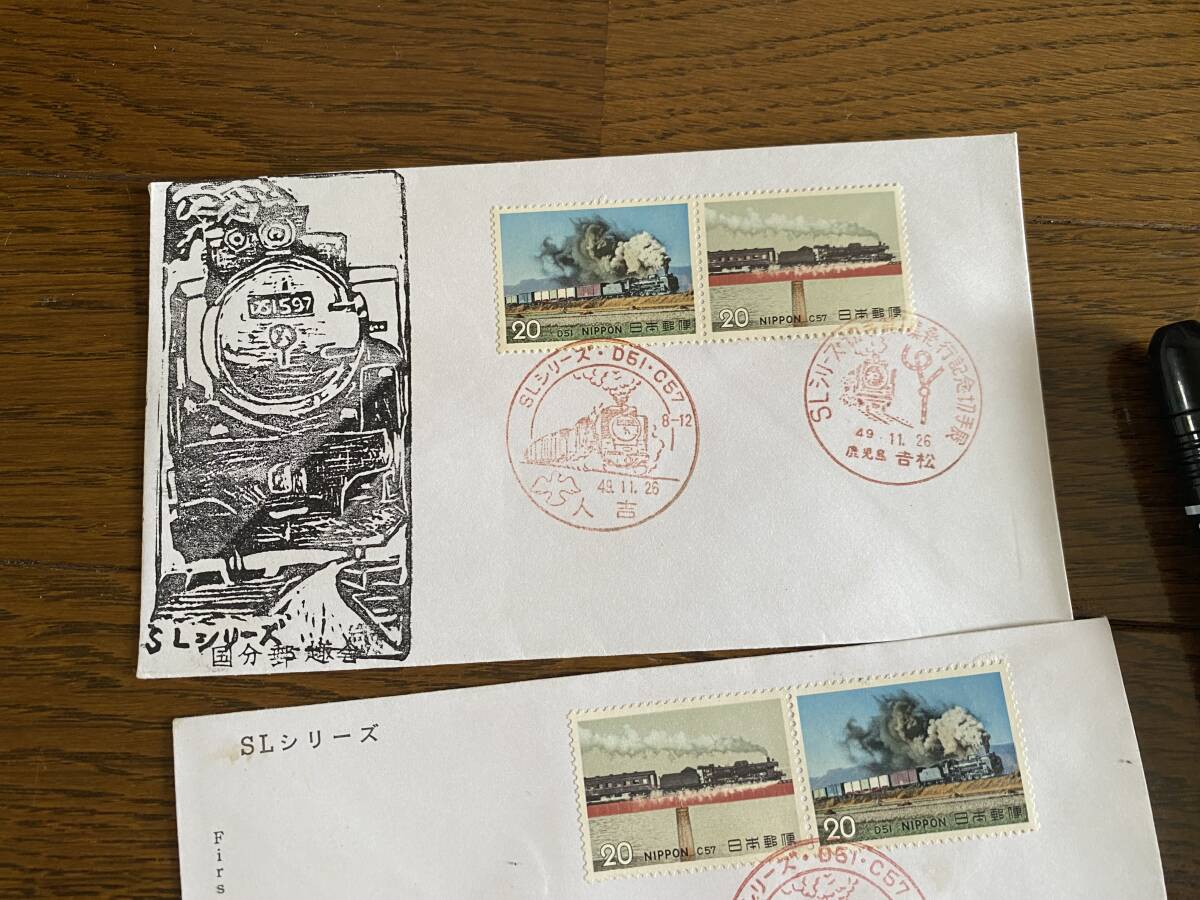 D51597
SLシリーズ
国分郵趣会
20 D51 NIPPON 日本郵便
20 NIPPON C57 日本郵便
SLシリーズ・D51・C57
8-12
49.11.26
人吉
SLシリーズ
発行記念切手展
49.11.26
鹿児島 吉松
SLシリーズ
Firs
20 NIPPON C57 日本郵便
20 D51 NIPPON 日本郵便
シリーズ・D51・C57